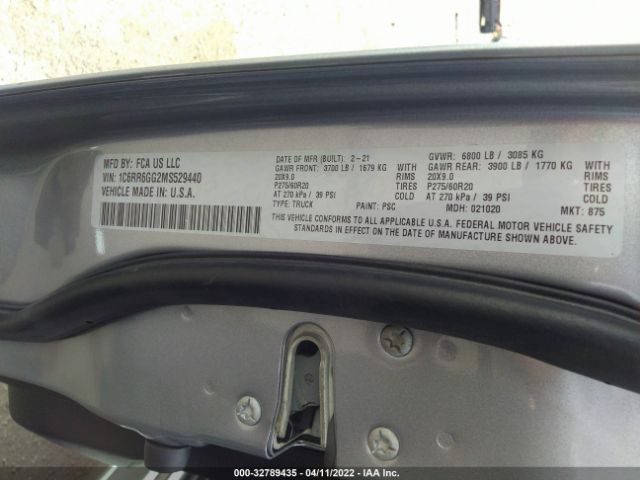 MFD BY: FCA US LLC
VIN: 1C6RR6GG2MS529440
VEHICLE MADE IN U.S.A.
DATE OF MFR (BUILT): 2-21
GVWR: 6800 LB / 3085 KG
GAWR FRONT: 3700 LB / 1679 KG WITH
GAWR REAR: 3900 LB / 1770 KG WITH
20X9.0 RIMS
20X9.0 RIMS
P275/60R20 TIRES
P275/60R20 TIRES
AT 270 kPa / 39 PSI COLD
AT 270 kPa / 39 PSI COLD
TYPE: TRUCK PAINT: PSC MDH: 021020 MKT: 875
THIS VEHICLE CONFORMS TO ALL APPLICABLE U.S.A. FEDERAL MOTOR VEHICLE SAFETY
STANDARDS IN EFFECT ON THE DATE OF MANUFACTURE SHOWN ABOVE.
000-32789435 - 04/11/2022 - IAA Inc.